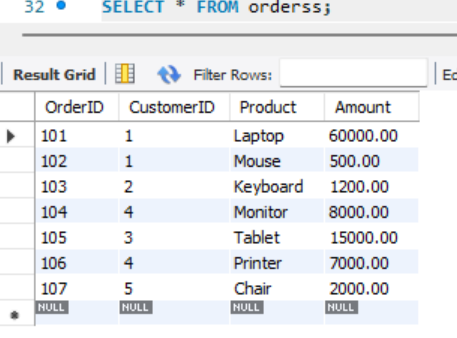 32 SELECT * FROM orderss;
Result Grid Filter Rows: Ed
OrderID CustomerID Product Amount
101 1 Laptop 60000.00
102 1 Mouse 500.00
103 2 Keyboard 1200.00
104 4 Monitor 8000.00
105 3 Tablet 15000.00
106 4 Printer 7000.00
107 5 Chair 2000.00
NULL NULL NULL NULL